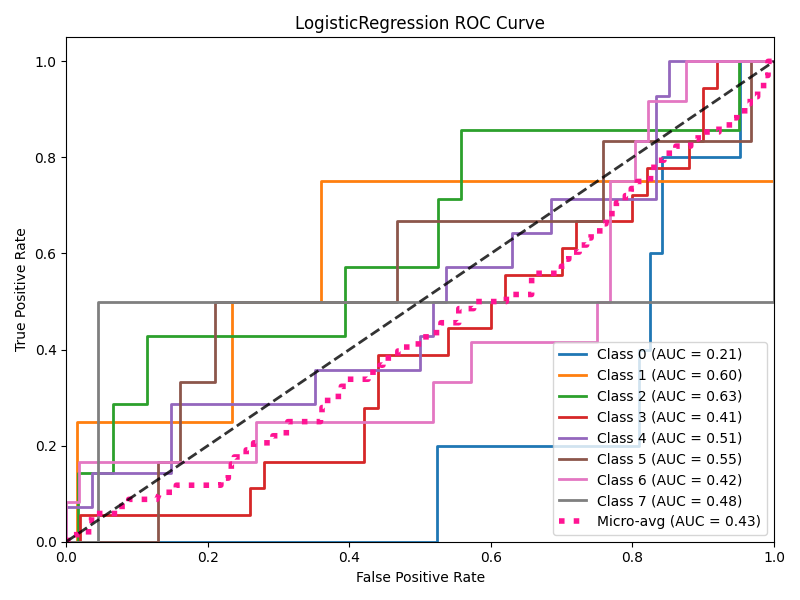 LogisticRegression ROC Curve
True Positive Rate
1.0
0.8
0.6
0.4
0.2
0.0
0.0 0.2 0.4 0.6 0.8 1.0
False Positive Rate
Class 0 (AUC = 0.21)
Class 1 (AUC = 0.60)
Class 2 (AUC = 0.63)
Class 3 (AUC = 0.41)
Class 4 (AUC = 0.51)
Class 5 (AUC = 0.55)
Class 6 (AUC = 0.42)
Class 7 (AUC = 0.48)
Micro-avg (AUC = 0.43)